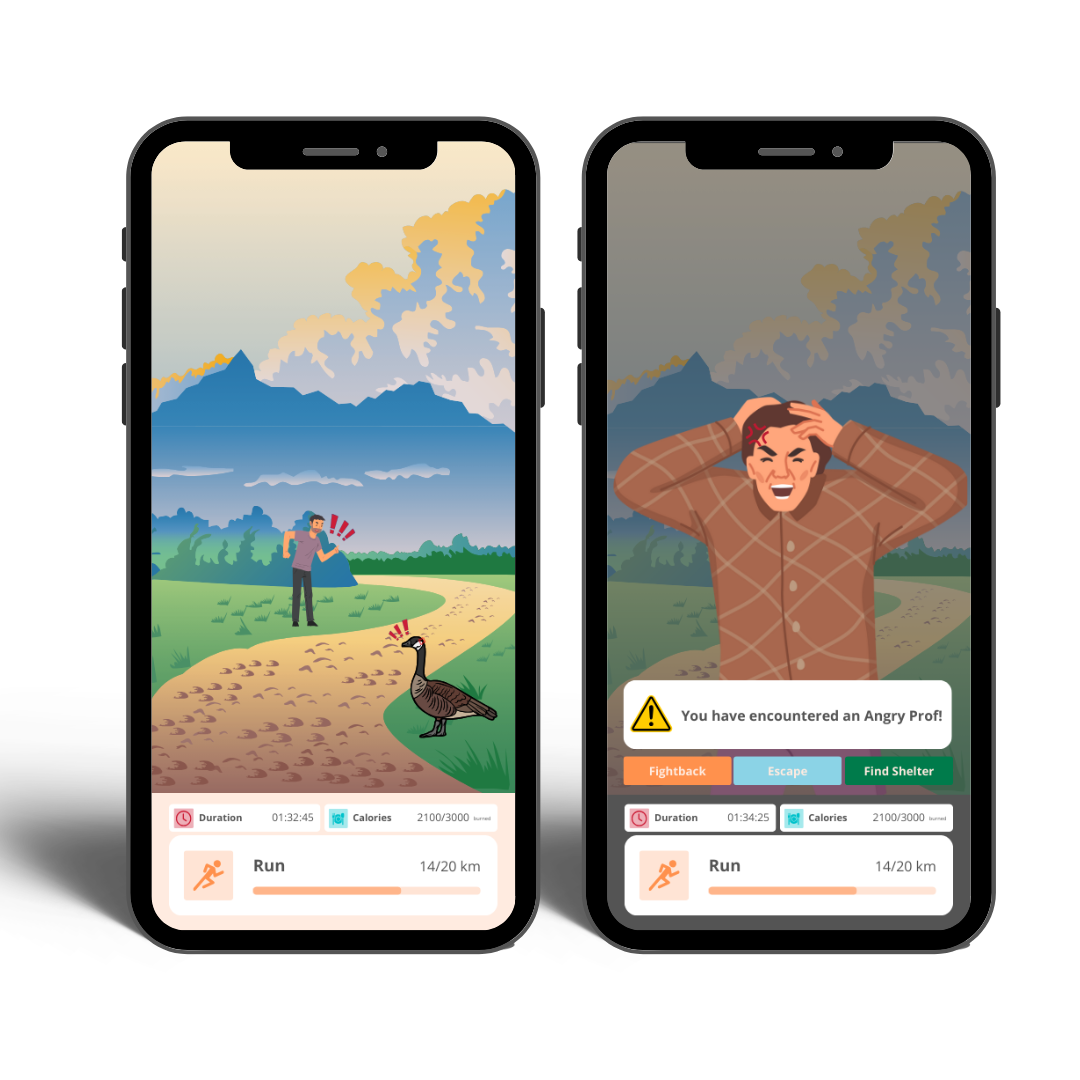 Duration 01:32:45
Calories 2100/3000 burned
Run 14/20 km
You have encountered an Angry Prof!
Fightback
Escape
Find Shelter
Duration 01:34:25
Calories 2100/3000 burned
Run 14/20 km